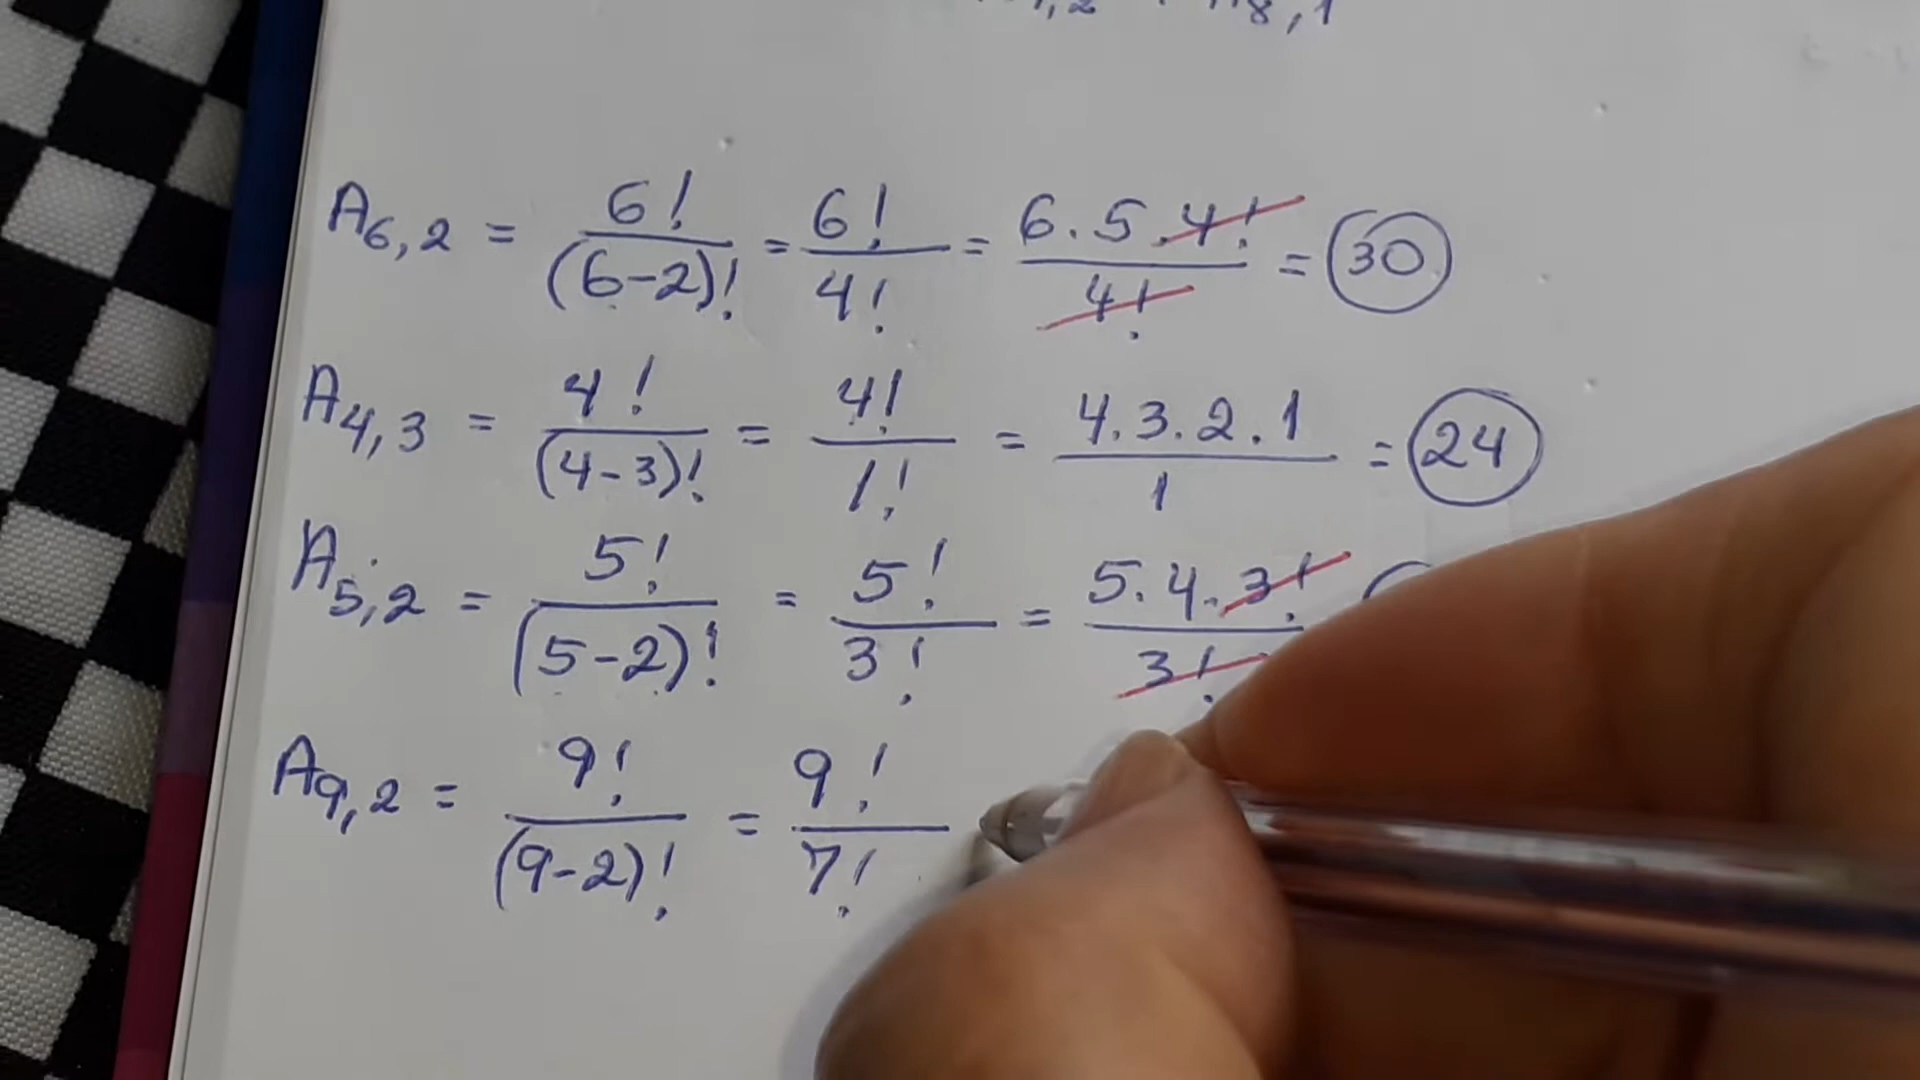 A6,2 = 6!/(6-2)! = 6!/4! = 6.5.4!/4! = 30
A4,3 = 4!/(4-3)! = 4!/1! = 4.3.2.1/1 = 24
A5,2 = 5!/(5-2)! = 5!/3! = 5.4.3!/3!
A9,2 = 9!/(9-2)! = 9!/7!